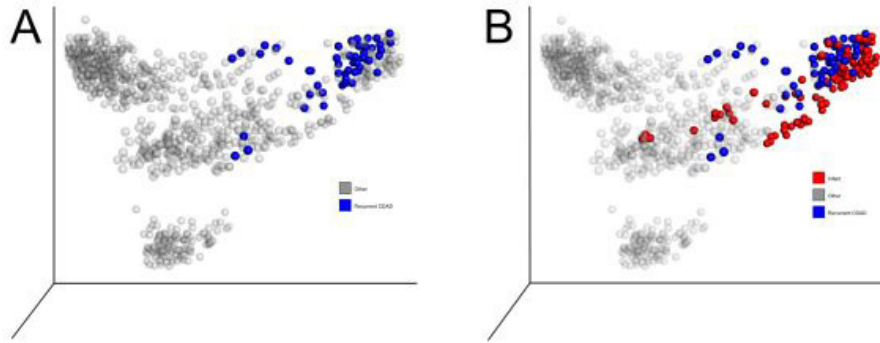 A
B
Other
Recurrent CDAD
Infant
Other
Recurrent CDAD